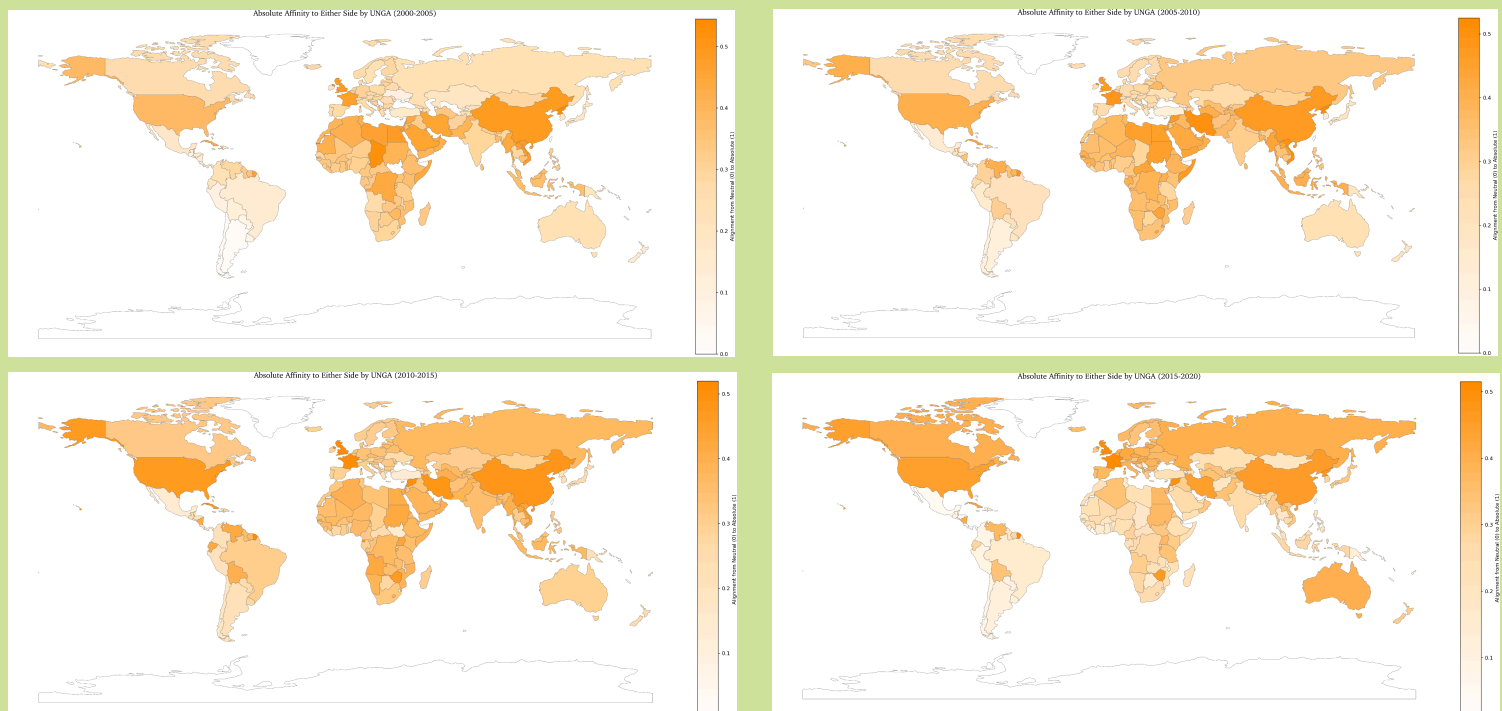 Absolute Affinity to Either Side by UNGA (2000-2005)
0.5
0.4
0.3
0.2
0.1
0.0
Alignment from Neutral (0) to Absolute (1)
Absolute Affinity to Either Side by UNGA (2005-2010)
0.5
0.4
0.3
0.2
0.1
0.0
Alignment from Neutral (0) to Absolute (1)
Absolute Affinity to Either Side by UNGA (2010-2015)
0.5
0.4
0.3
0.2
0.1
Alignment from Neutral (0) to Absolute (1)
Absolute Affinity to Either Side by UNGA (2015-2020)
0.5
0.4
0.3
0.2
0.1
Alignment from Neutral (0) to Absolute (1)